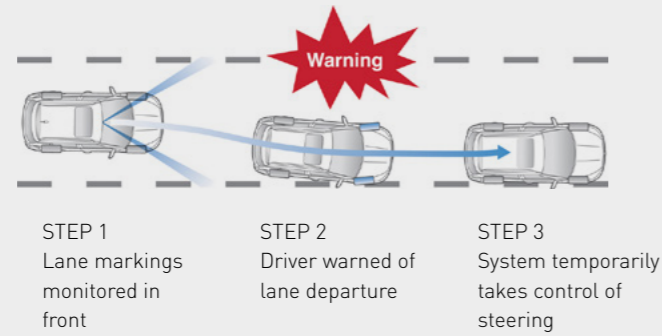 Warning
STEP 1
Lane markings
monitored in
front
STEP 2
Driver warned of
lane departure
STEP 3
System temporarily
takes control of
steering